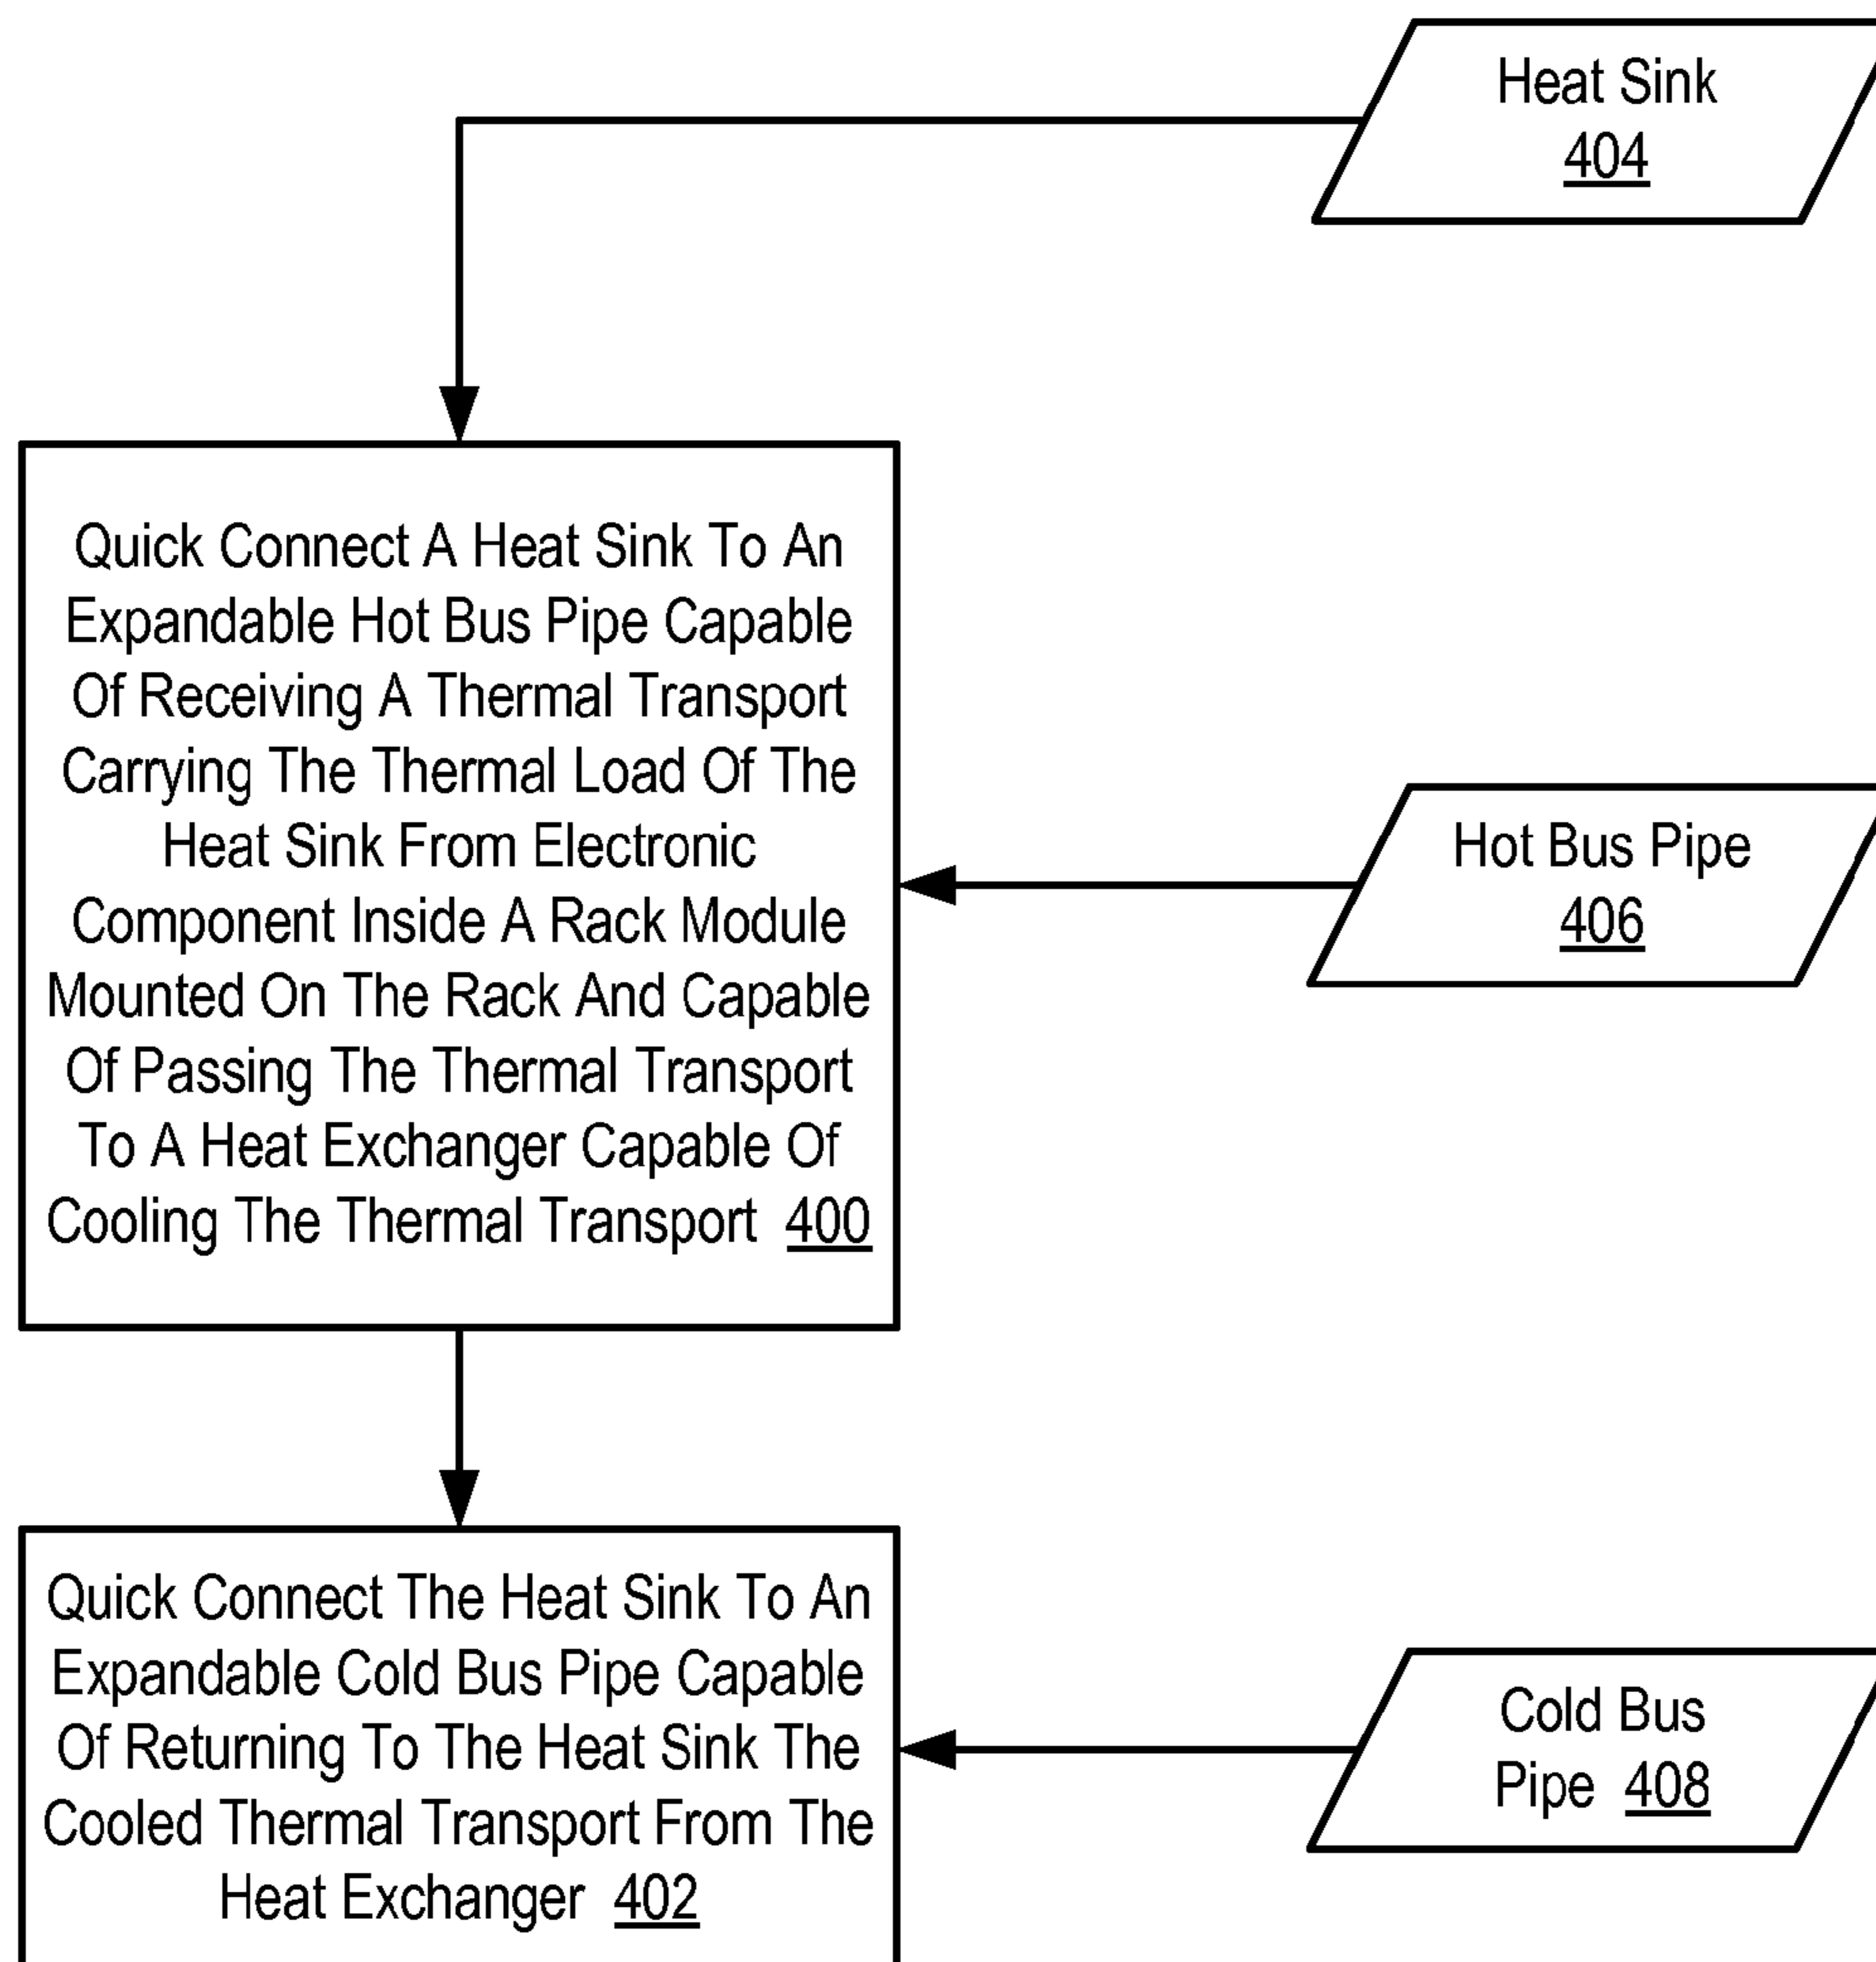 Heat Sink
404
Quick Connect A Heat Sink To An
Expandable Hot Bus Pipe Capable
Of Receiving A Thermal Transport
Carrying The Thermal Load Of The
Heat Sink From Electronic
Component Inside A Rack Module
Mounted On The Rack And Capable
Of Passing The Thermal Transport
To A Heat Exchanger Capable Of
Cooling The Thermal Transport 400
Hot Bus Pipe
406
Quick Connect The Heat Sink To An
Expandable Cold Bus Pipe Capable
Of Returning To The Heat Sink The
Cooled Thermal Transport From The
Heat Exchanger 402
Cold Bus
Pipe 408